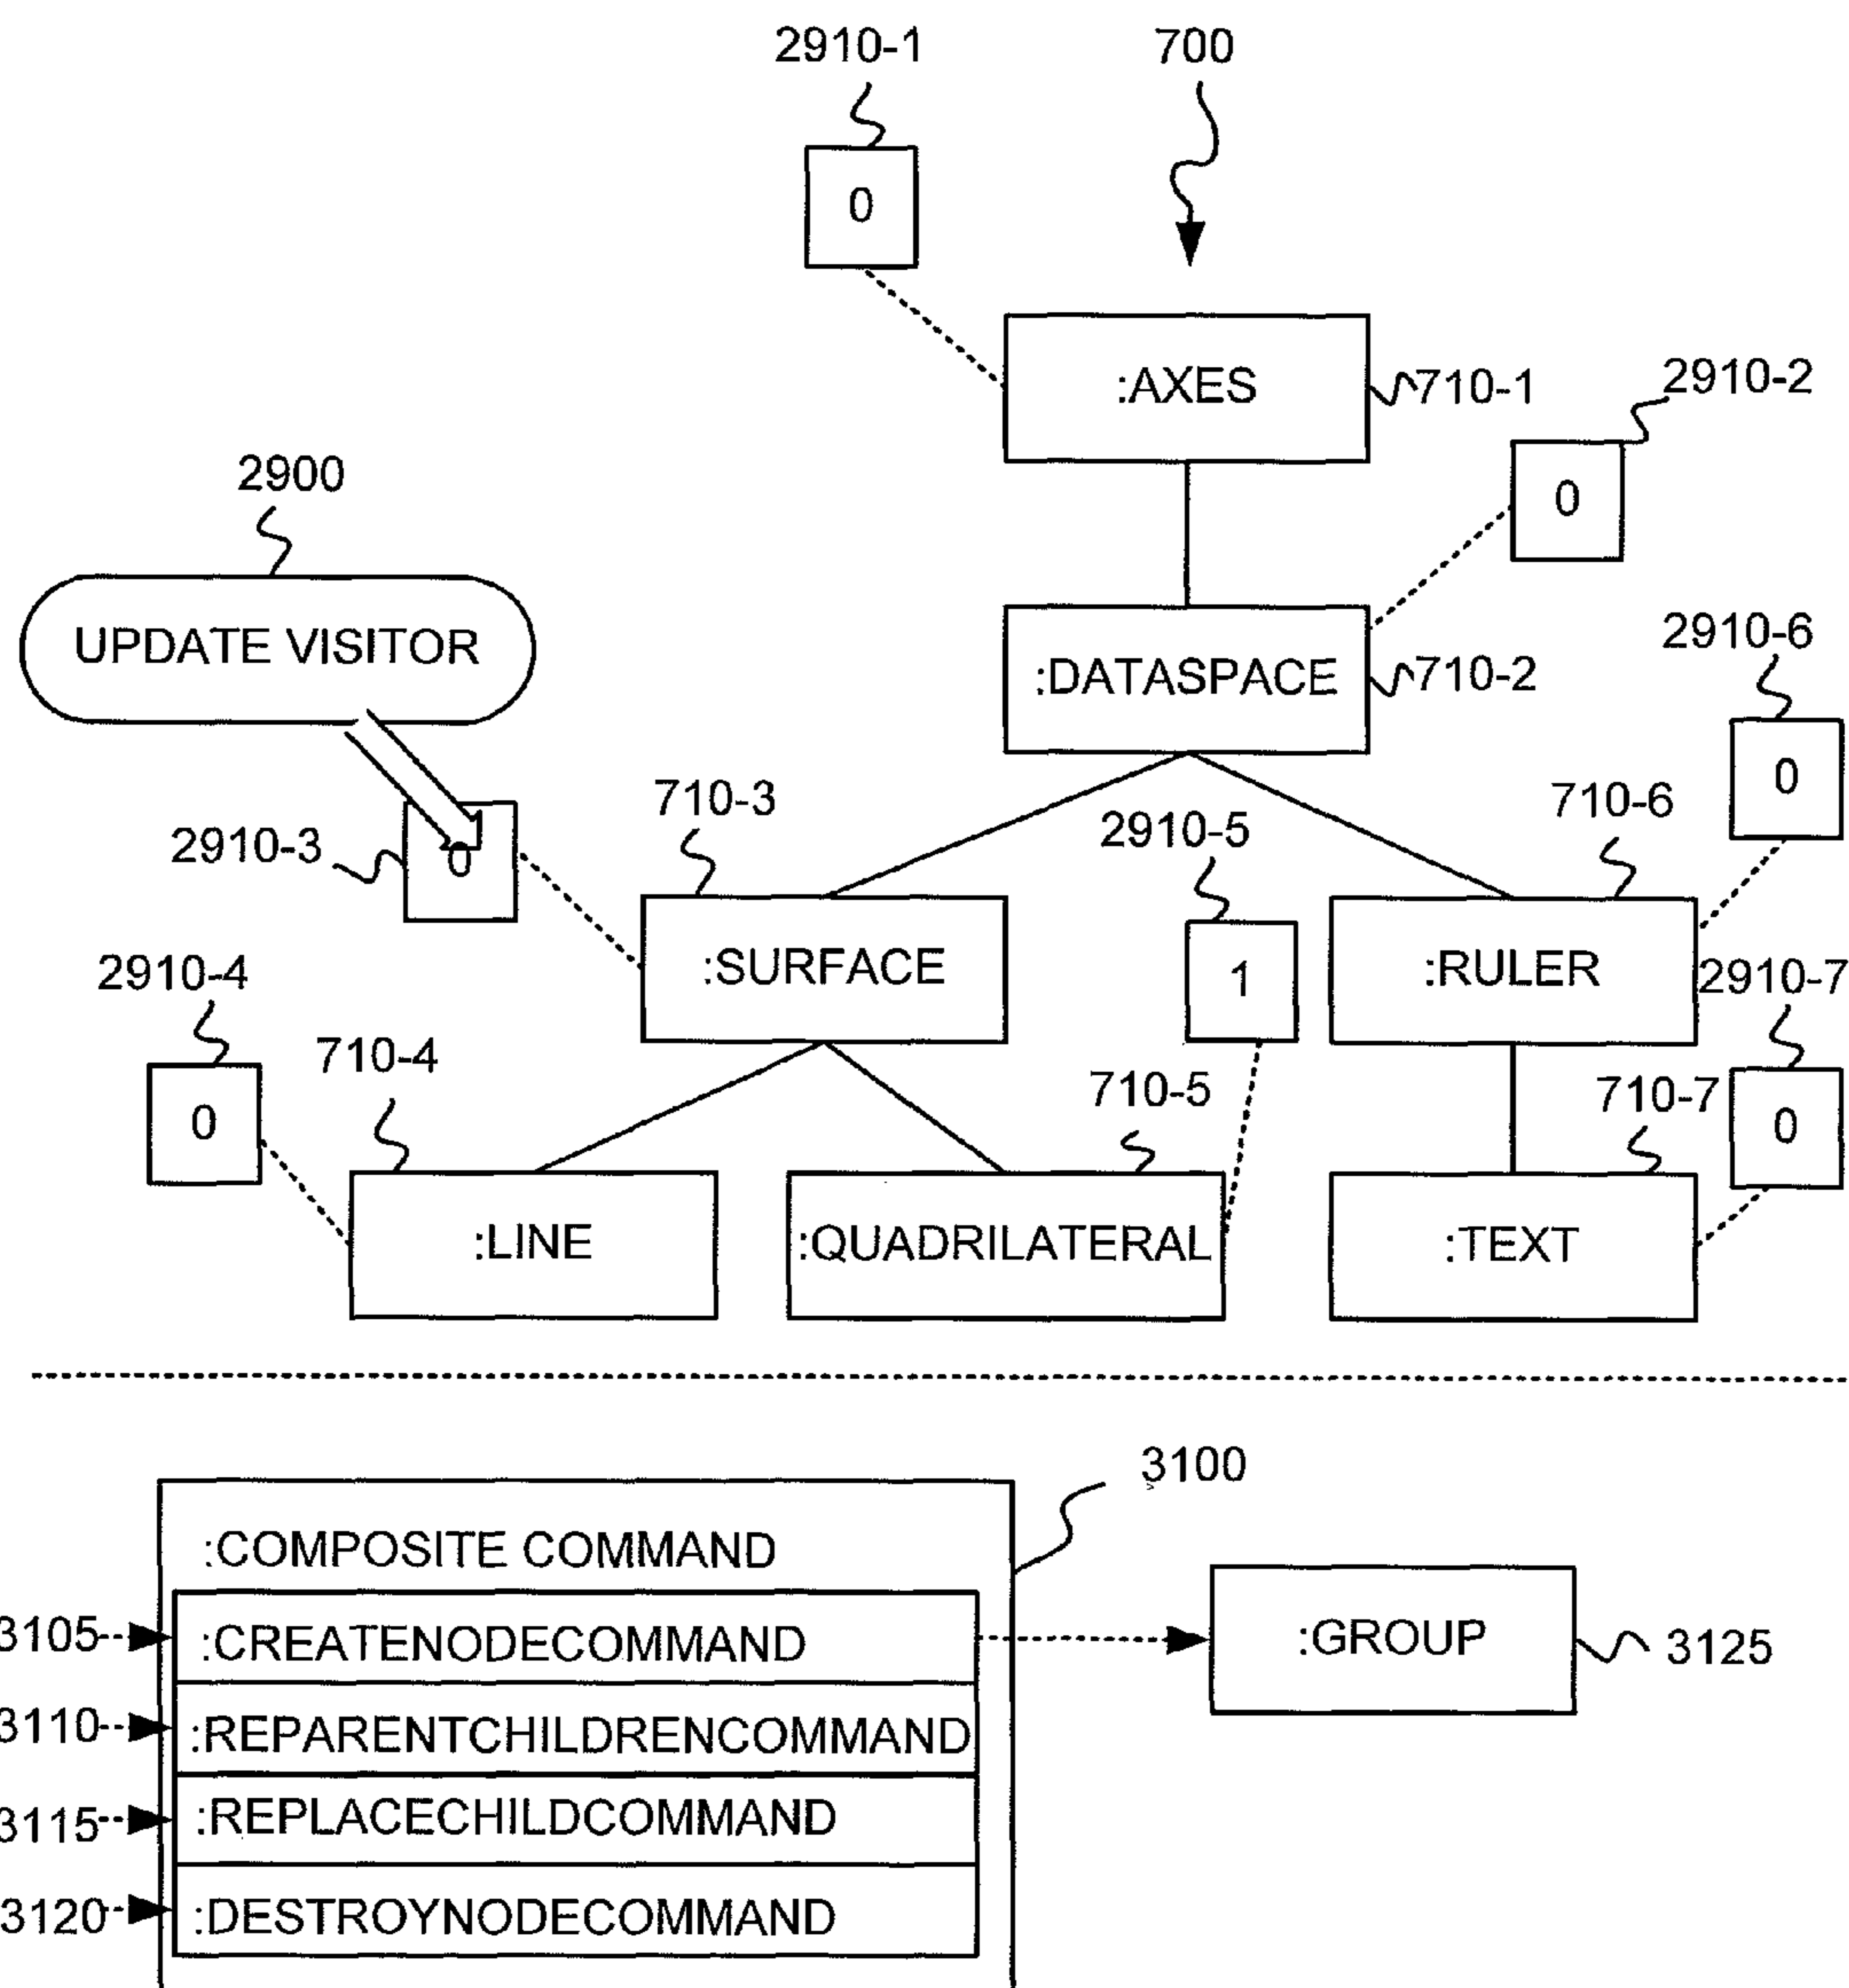 2910-1
700
0
:AXES
710-1
2910-2
0
2900
UPDATE VISITOR
:DATASPACE
710-2
2910-6
0
710-3
2910-5
710-6
2910-3
0
:SURFACE
1
:RULER
2910-7
2910-4
0
710-4
710-5
710-7
0
:LINE
:QUADRILATERAL
:TEXT
3100
:COMPOSITE COMMAND
3105
:CREATENODECOMMAND
:GROUP
3125
3110
:REPARENTCHILDRENCOMMAND
3115
:REPLACECHILDCOMMAND
3120
:DESTROYNODECOMMAND